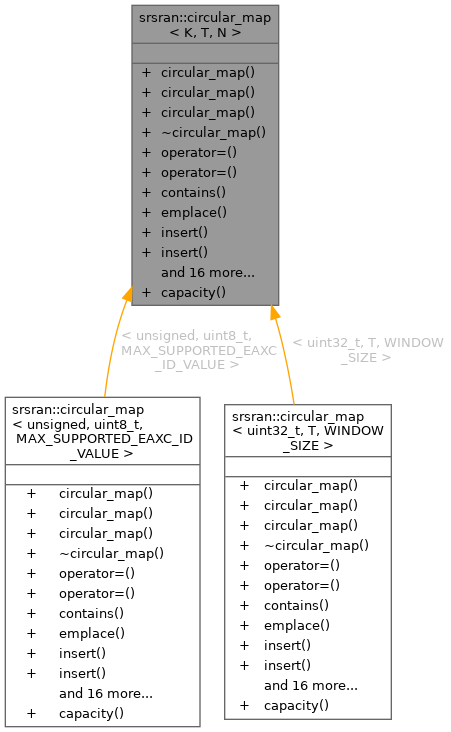 srsran::circular_map
< K, T, N >
+ circular_map()
+ circular_map()
+ circular_map()
+ ~circular_map()
+ operator=()
+ operator=()
+ contains()
+ emplace()
+ insert()
+ insert()
and 16 more...
+ capacity()
< unsigned, uint8_t,
MAX_SUPPORTED_EAXC
_ID_VALUE >
< uint32_t, T, WINDOW
_SIZE >
srsran::circular_map
< unsigned, uint8_t,
MAX_SUPPORTED_EAXC_ID
_VALUE >
+ circular_map()
+ circular_map()
+ circular_map()
+ ~circular_map()
+ operator=()
+ operator=()
+ contains()
+ emplace()
+ insert()
+ insert()
and 16 more...
+ capacity()
srsran::circular_map
< uint32_t, T, WINDOW
_SIZE >
+ circular_map()
+ circular_map()
+ circular_map()
+ ~circular_map()
+ operator=()
+ operator=()
+ contains()
+ emplace()
+ insert()
+ insert()
and 16 more...
+ capacity()